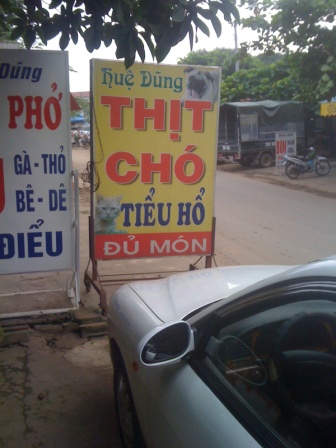 Dũng
PHỞ
GÀ - THỎ
BÊ - DÊ
ĐIỂU
Huệ Dũng
THỊT
CHÓ
TIỂU HỔ
ĐỦ MÓN